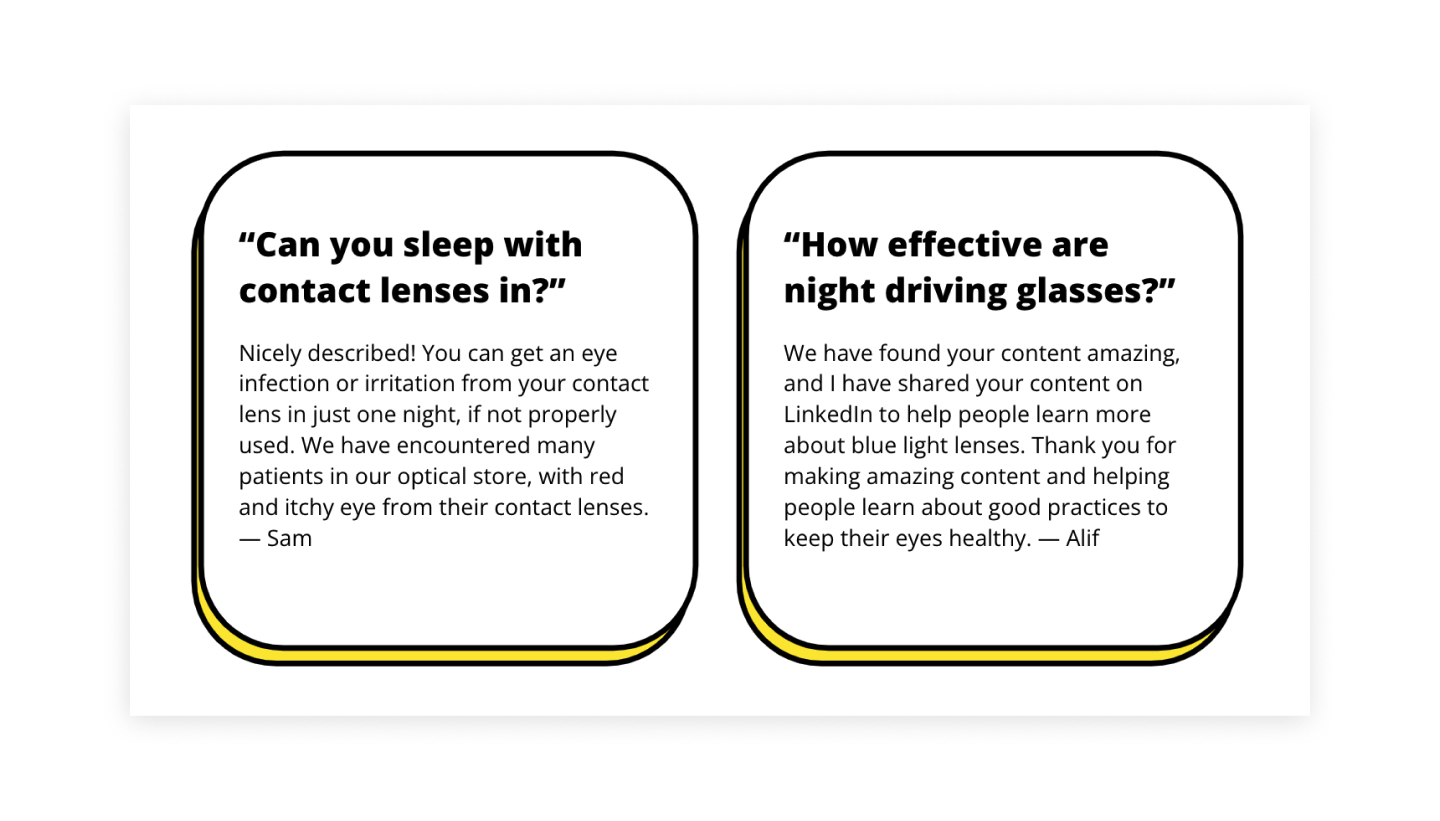 “Can you sleep with
contact lenses in?”
Nicely described! You can get an eye
infection or irritation from your contact
lens in just one night, if not properly
used. We have encountered many
patients in our optical store, with red
and itchy eye from their contact lenses.
— Sam
“How effective are
night driving glasses?”
We have found your content amazing,
and I have shared your content on
LinkedIn to help people learn more
about blue light lenses. Thank you for
making amazing content and helping
people learn about good practices to
keep their eyes healthy. — Alif